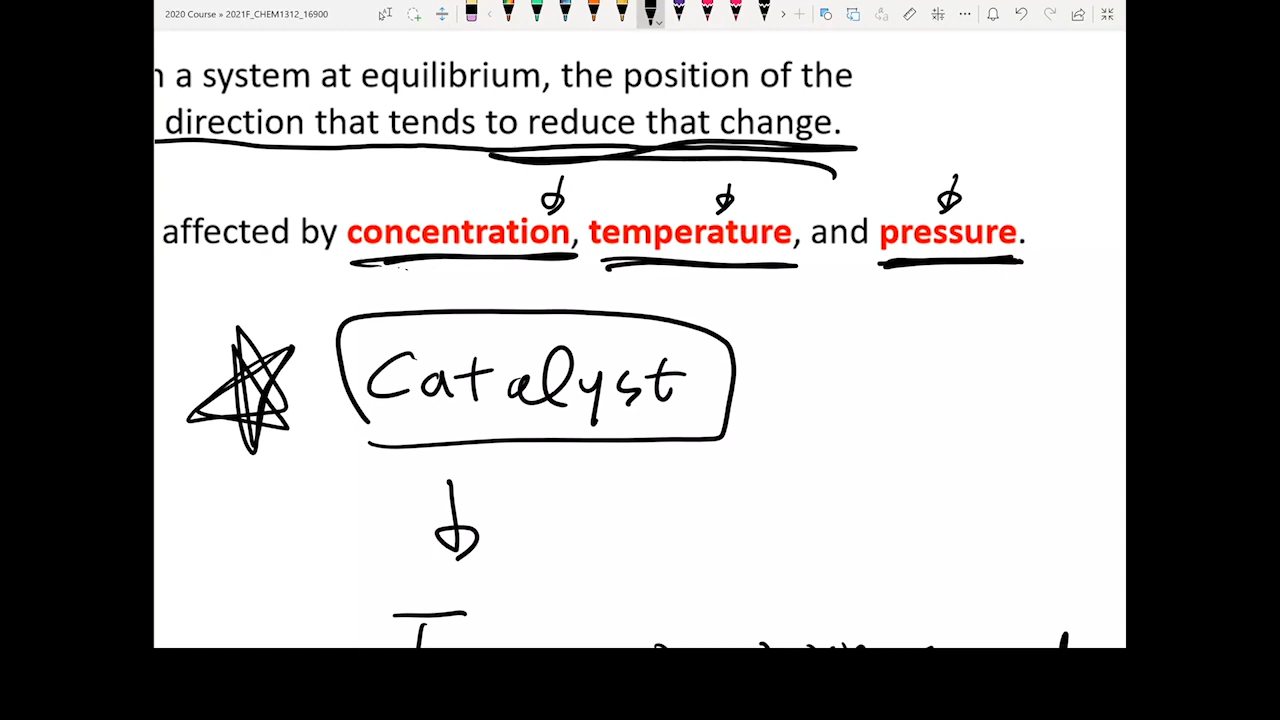 2020 Course » 2021F_CHEM1312_16900
a system at equilibrium, the position of the
direction that tends to reduce that change.
affected by concentration, temperature, and pressure.
Catalyst